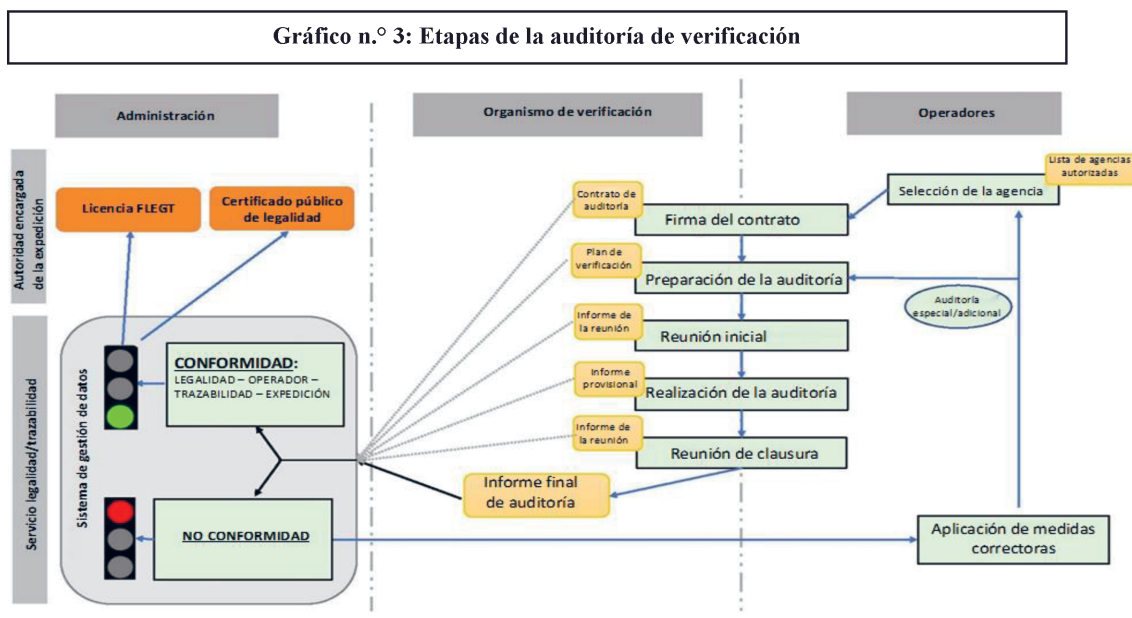 Gráfico n.° 3: Etapas de la auditoría de verificación
Administración
Organismo de verificación
Operadores
Autoridad encargada
de la expedición
Licencia FLEGT
Certificado público
de legalidad
Contrato de
auditoría
Firma del contrato
Selección de la agencia
Lista de agencias
autorizadas
Plan de
verificación
Preparación de la auditoría
Auditoría
especial/adicional
Servicio legalidad/trazabilidad
Sistema de gestión de datos
CONFORMIDAD:
LEGALIDAD – OPERADOR –
TRAZABILIDAD – EXPEDICIÓN
Informe de
la reunión
Reunión inicial
Informe
provisional
Realización de la auditoría
Informe de
la reunión
Reunión de clausura
Informe final
de auditoría
NO CONFORMIDAD
Aplicación de medidas
correctoras